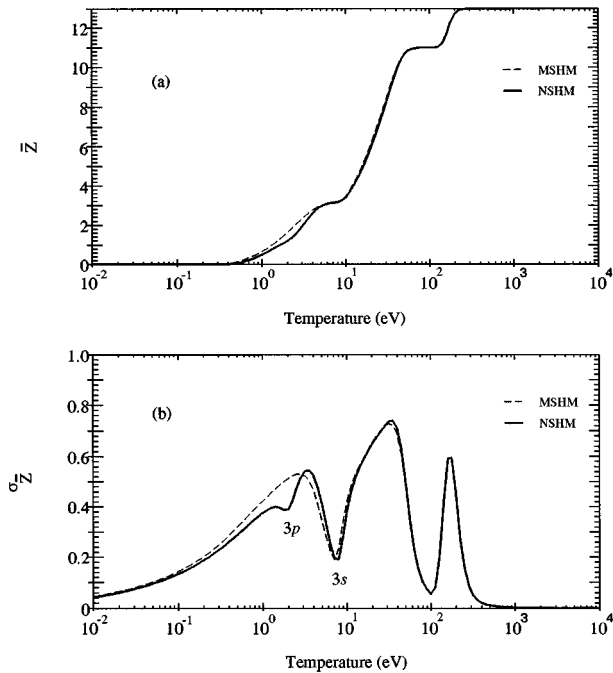 12
10
8
6
4
2
0
Z̄
(a)
MSHM
NSHM
10⁻² 10⁻¹ 10⁰ 10¹ 10² 10³ 10⁴
Temperature (eV)
1.0
0.8
0.6
0.4
0.2
0
σ_Z̄
(b)
MSHM
NSHM
3p
3s
10⁻² 10⁻¹ 10⁰ 10¹ 10² 10³ 10⁴
Temperature (eV)